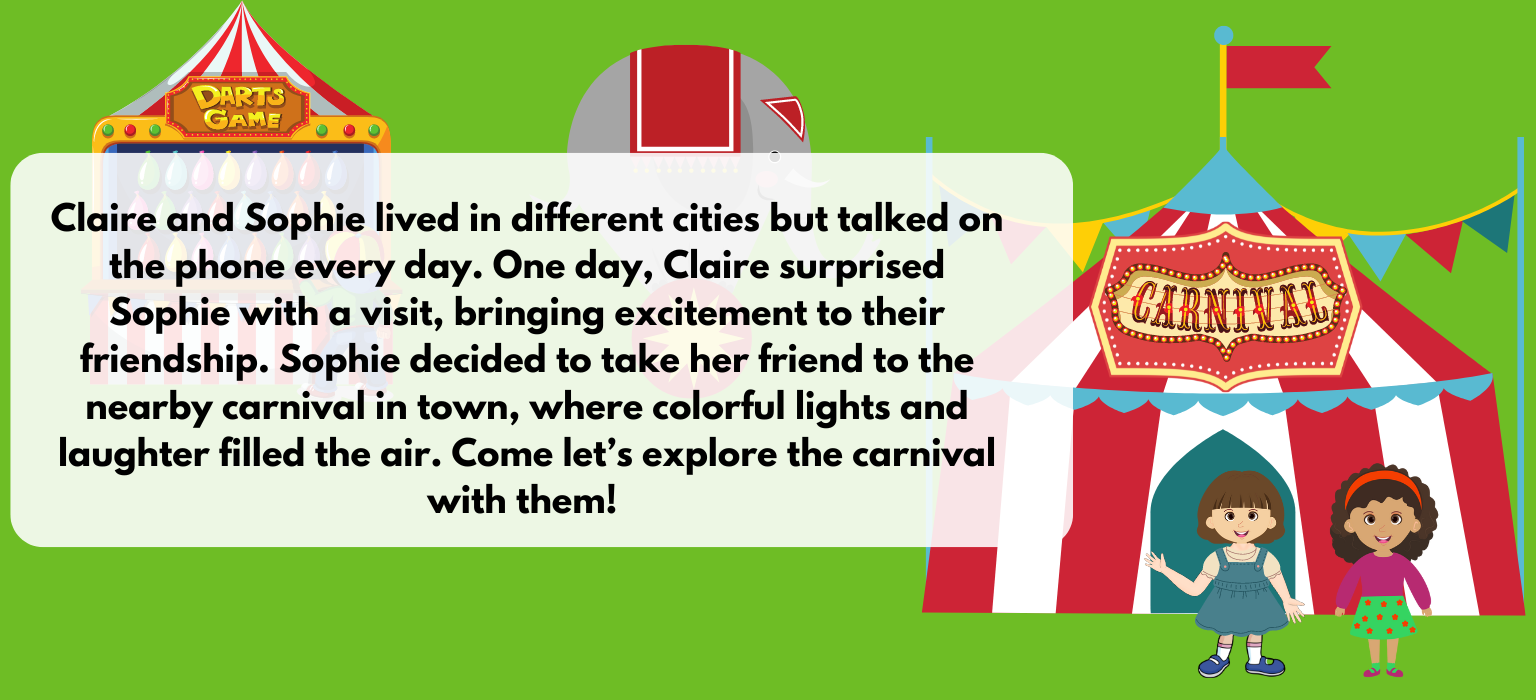 DARTS
GAME
Claire and Sophie lived in different cities but talked on
the phone every day. One day, Claire surprised
Sophie with a visit, bringing excitement to their
friendship. Sophie decided to take her friend to the
nearby carnival in town, where colorful lights and
laughter filled the air. Come let’s explore the carnival
with them!
CARNIVAL